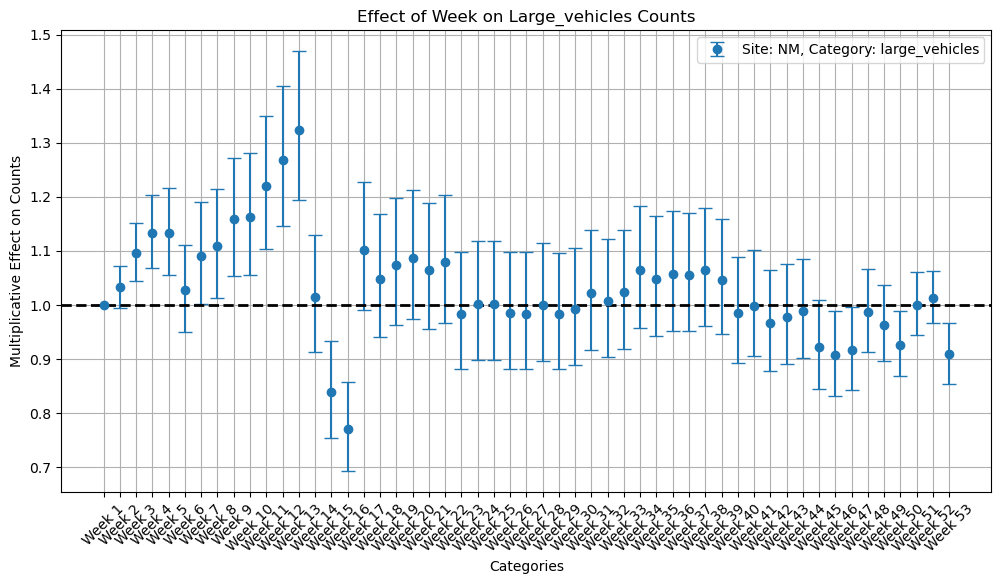 Effect of Week on Large_vehicles Counts
Site: NM, Category: large_vehicles
Multiplicative Effect on Counts
1.5
1.4
1.3
1.2
1.1
1.0
0.9
0.8
0.7
Week 1
Week 2
Week 3
Week 4
Week 5
Week 6
Week 7
Week 8
Week 9
Week 10
Week 11
Week 12
Week 13
Week 14
Week 15
Week 16
Week 17
Week 18
Week 19
Week 20
Week 21
Week 22
Week 23
Week 24
Week 25
Week 26
Week 27
Week 28
Week 29
Week 30
Week 31
Week 32
Week 33
Week 34
Week 35
Week 36
Week 37
Week 38
Week 39
Week 40
Week 41
Week 42
Week 43
Week 44
Week 45
Week 46
Week 47
Week 48
Week 49
Week 50
Week 51
Week 52
Week 53
Categories